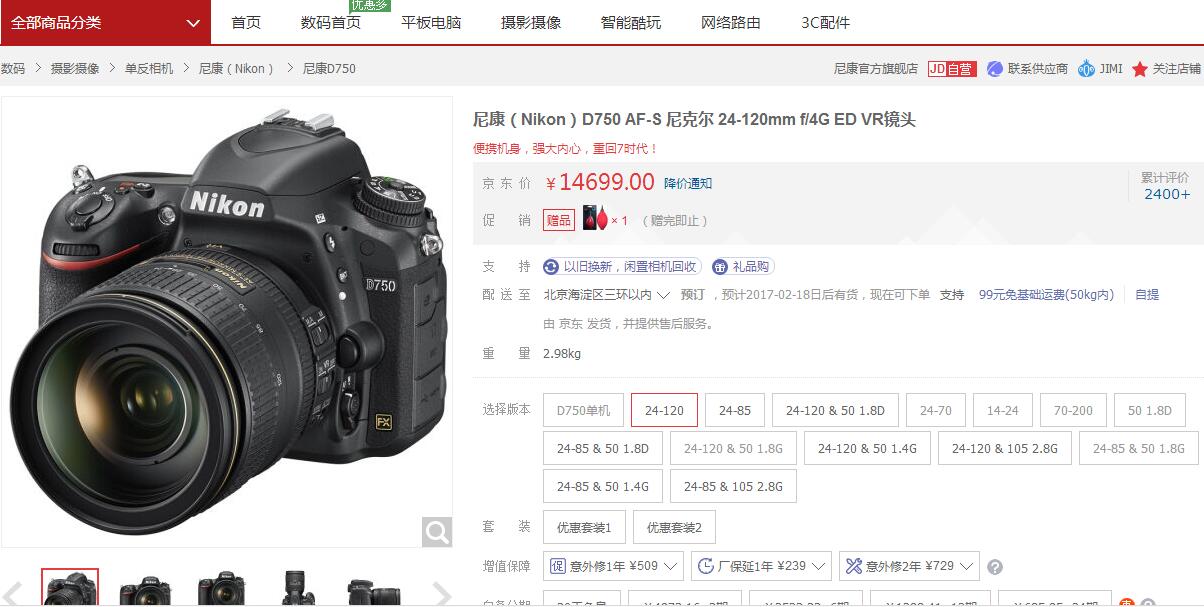 优惠多
全部商品分类 首页 数码首页 平板电脑 摄影摄像 智能酷玩 网络路由 3C配件
数码 > 摄影摄像 > 单反相机 > 尼康（Nikon） > 尼康D750 尼康官方旗舰店 JD自营 联系供应商 JIMI 关注店铺
尼康（Nikon）D750 AF-S 尼克尔 24-120mm f/4G ED VR镜头
便携机身，强大内心，重回7时代！
京东价 ￥14699.00 降价通知 累计评价
2400+
促销 赠品 × 1 （赠完即止）
支持 以旧换新，闲置相机回收 礼品购
配送至 北京海淀区三环以内 预订 ，预计2017-02-18日后有货，现在可下单 支持 99元免基础运费(50kg内) 自提
由 京东 发货，并提供售后服务。
重量 2.98kg
选择版本 D750单机 24-120 24-85 24-120 & 50 1.8D 24-70 14-24 70-200 50 1.8D
24-85 & 50 1.8D 24-120 & 50 1.8G 24-120 & 50 1.4G 24-120 & 105 2.8G 24-85 & 50 1.8G
24-85 & 50 1.4G 24-85 & 105 2.8G
套装 优惠套装1 优惠套装2
增值保障 促 意外修1年 ¥509 厂保延1年 ¥239 意外修2年 ¥729 ?
Nikon
D750
FX